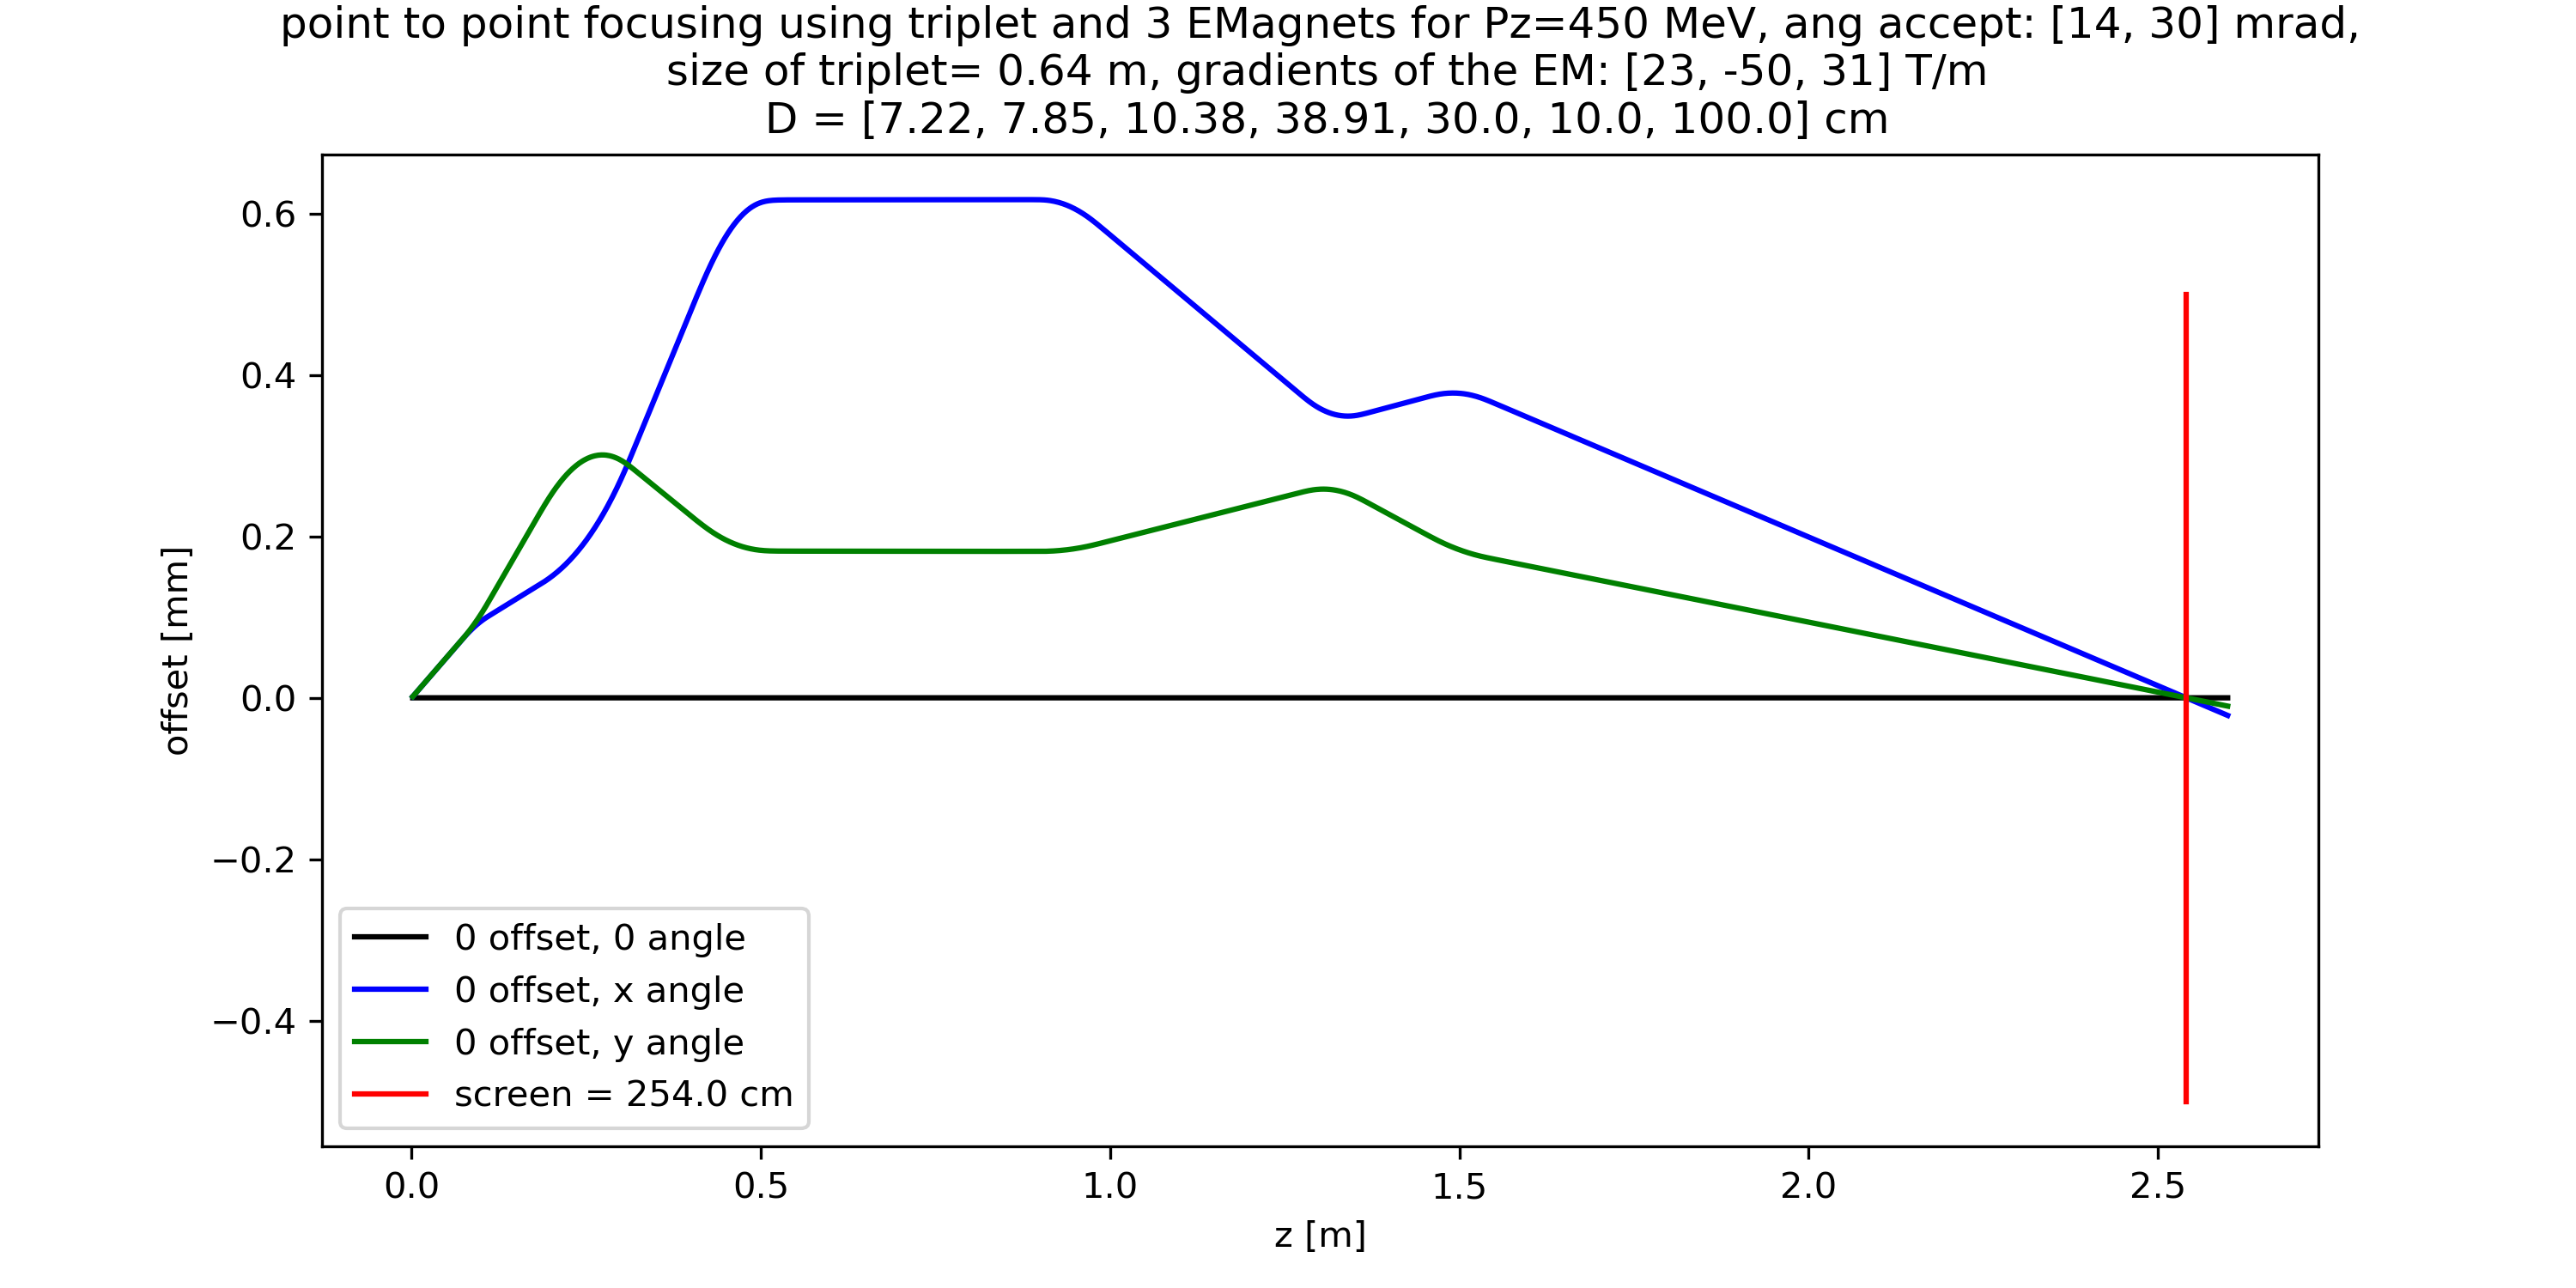 point to point focusing using triplet and 3 EMagnets for Pz=450 MeV, ang accept: [14, 30] mrad,
size of triplet= 0.64 m, gradients of the EM: [23, -50, 31] T/m
D = [7.22, 7.85, 10.38, 38.91, 30.0, 10.0, 100.0] cm
offset [mm]
0.6
0.4
0.2
0.0
−0.2
−0.4
0 offset, 0 angle
0 offset, x angle
0 offset, y angle
screen = 254.0 cm
0.0 0.5 1.0 1.5 2.0 2.5
z [m]